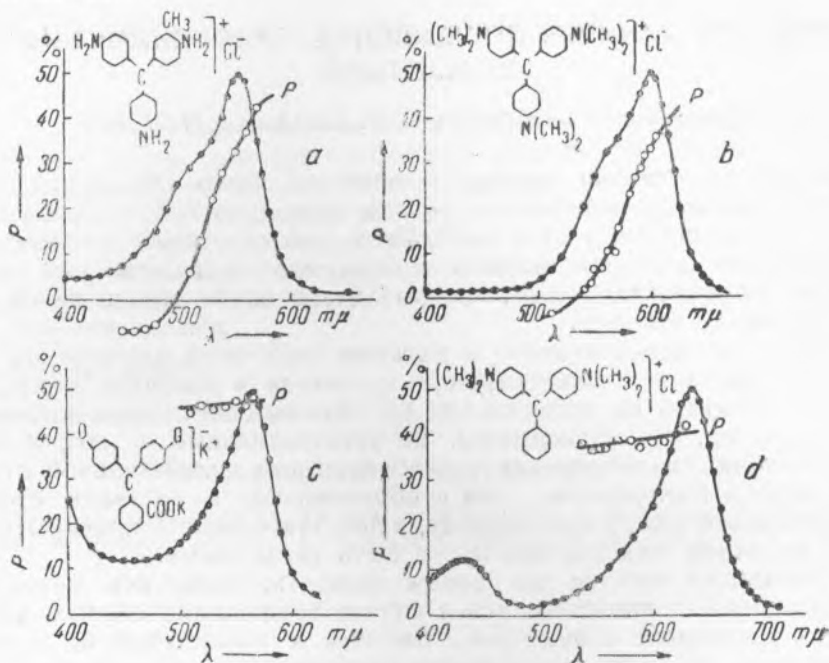 %
H₂N CH₃ NH₂ ]⁺ Cl⁻
C
NH₂
50
40
30
20
10
0
P
P
a
400 500 600 mμ
λ
%
(CH₃)₂N N(CH₃)₂ ]⁺ Cl
C
N(CH₃)₂
50
40
30
20
10
0
P
b
400 500 600 mμ
λ
%
O O ]⁻ K⁺
C
COOK
50
40
30
20
10
0
P
P
c
400 500 600 mμ
λ
%
(CH₃)₂N N(CH₃)₂ ]⁺ Cl
C
50
40
30
20
10
0
P
d
400 500 600 700 mμ
λ